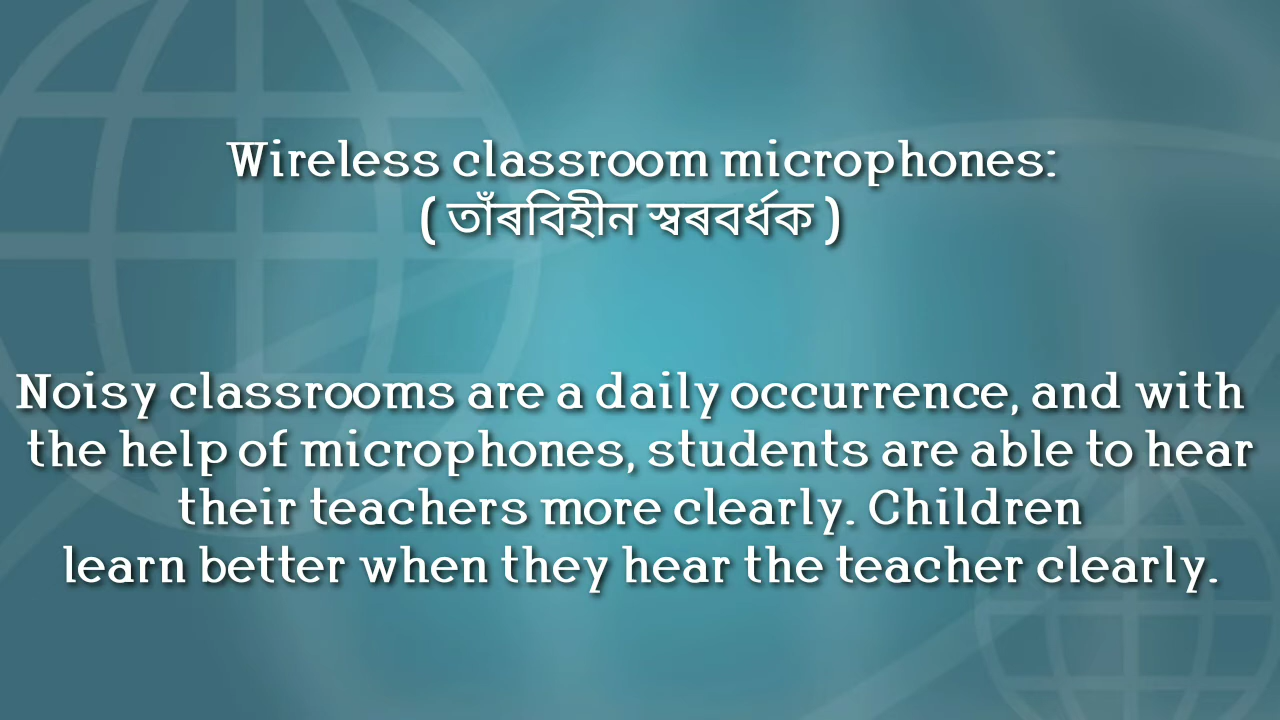 Wireless classroom microphones:
( তাঁৰবিহীন স্বৰবৰ্ধক )
Noisy classrooms are a daily occurrence, and with
the help of microphones, students are able to hear
their teachers more clearly. Children
learn better when they hear the teacher clearly.